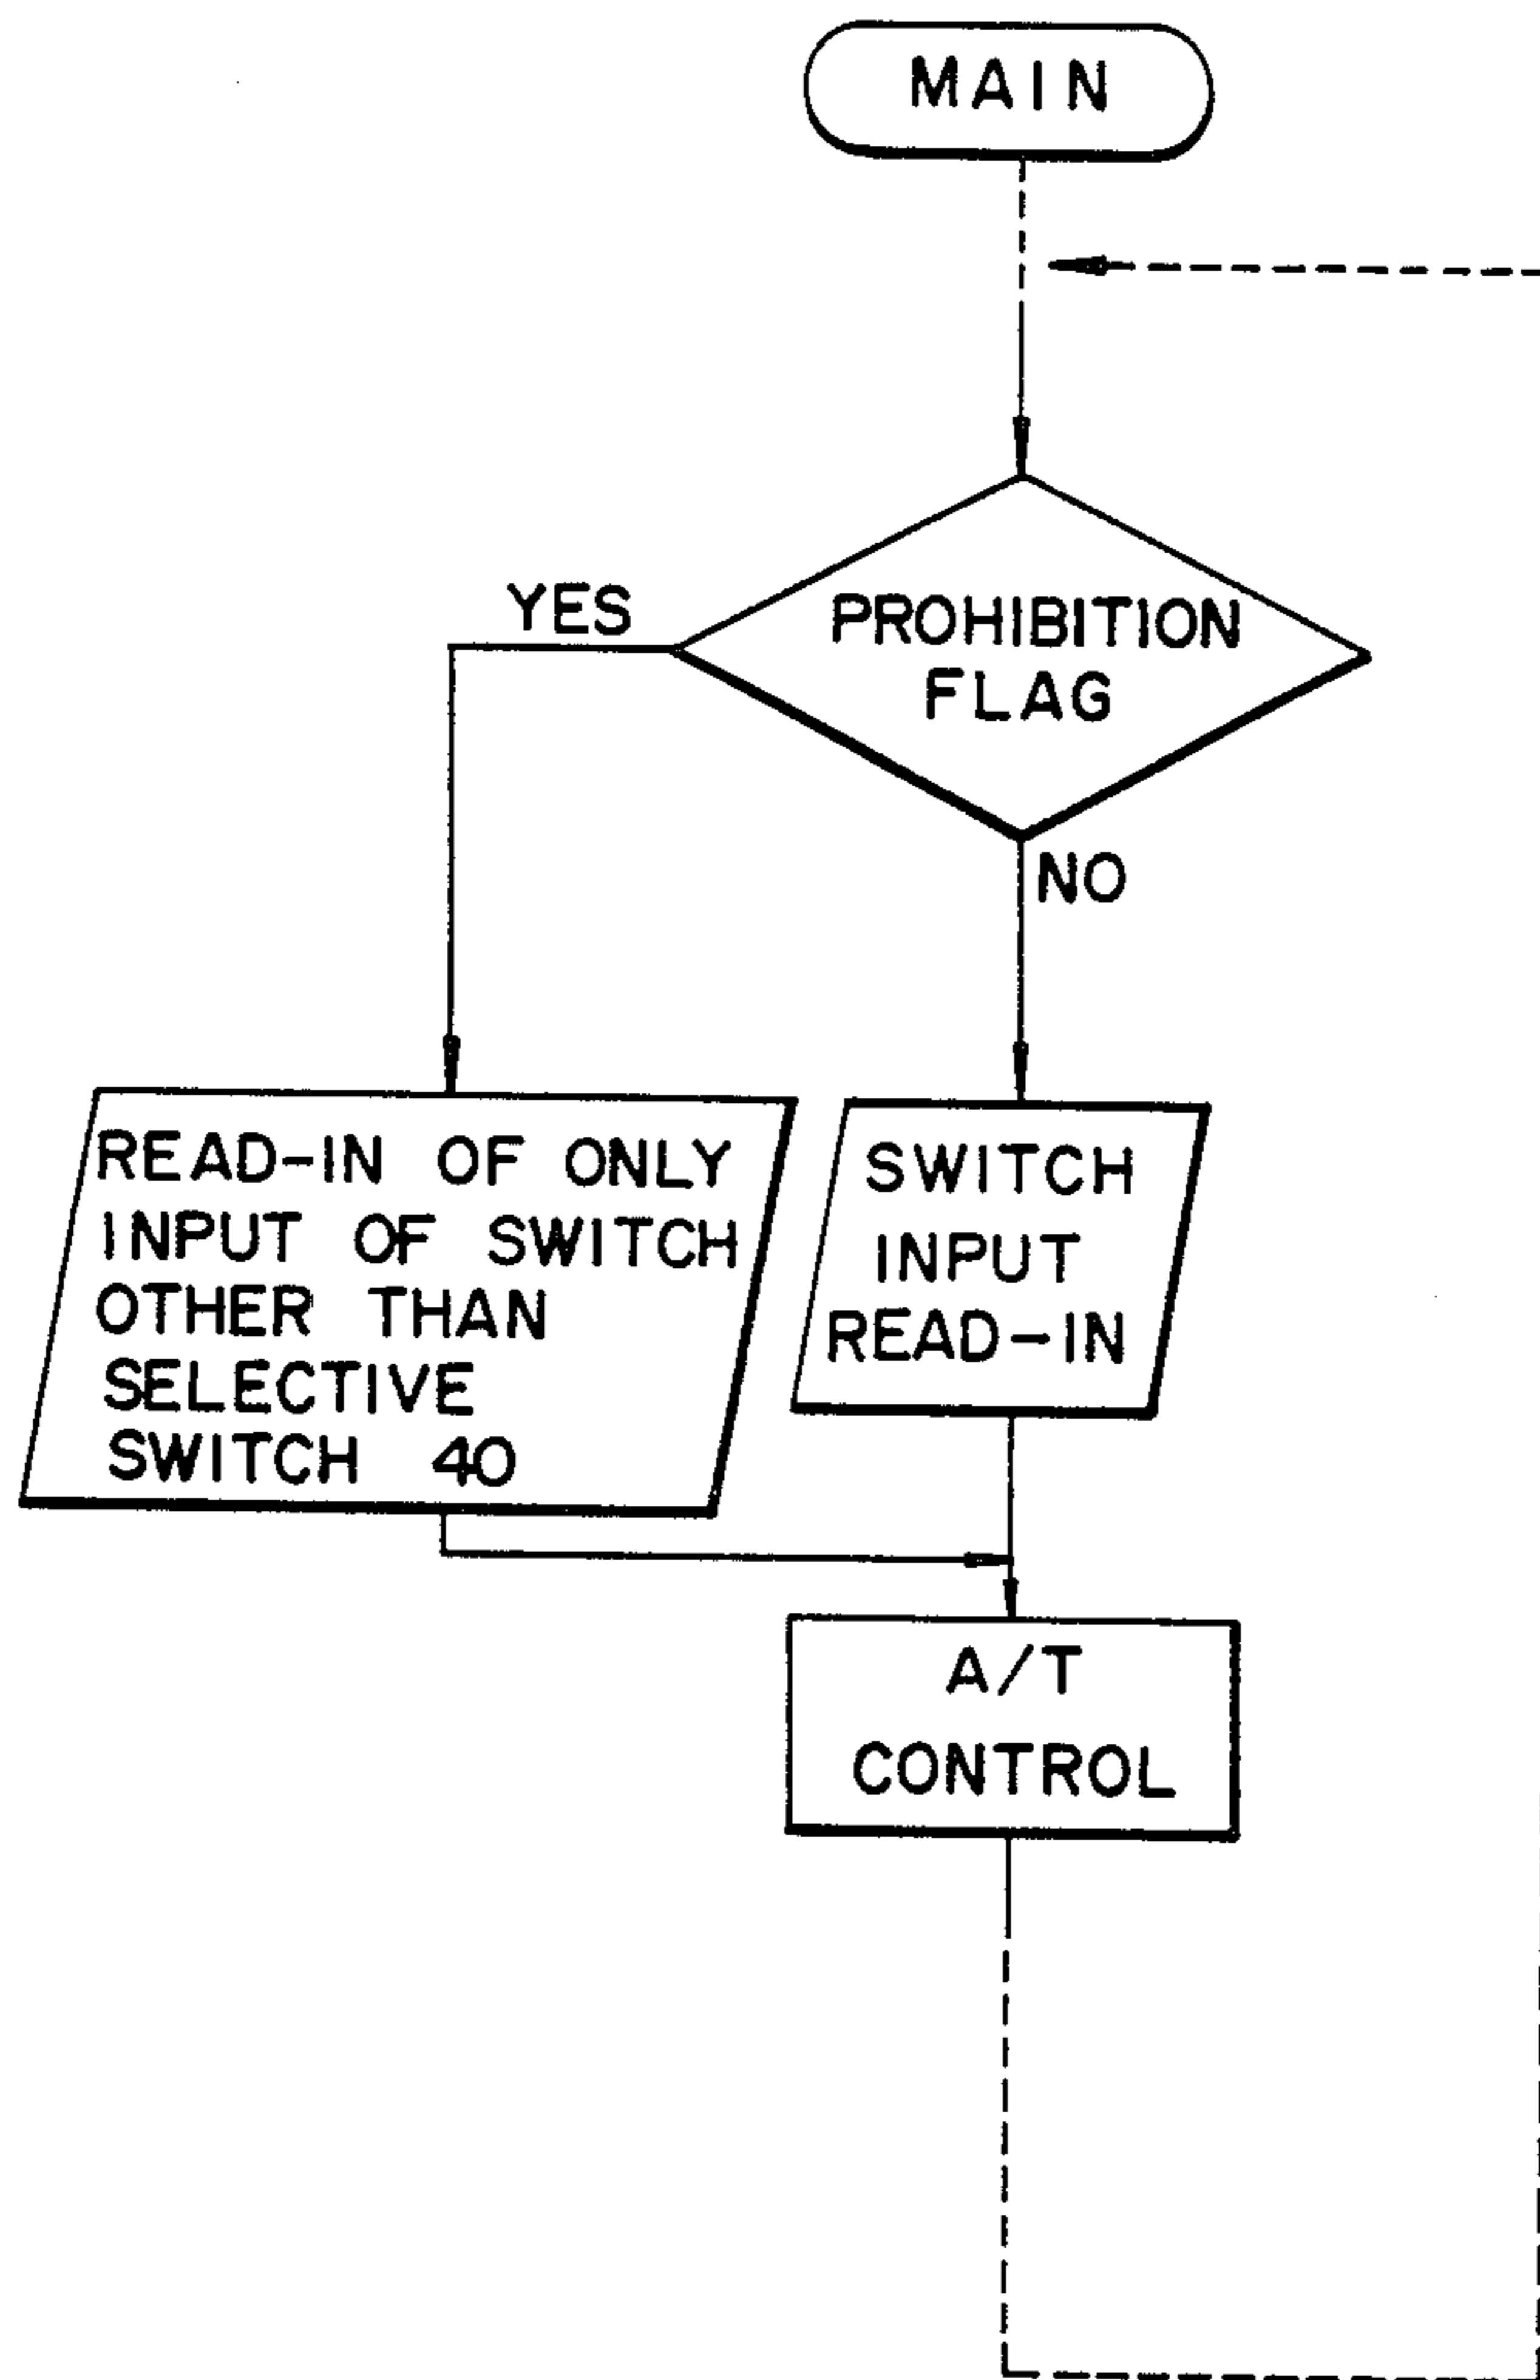 MAIN
PROHIBITION
FLAG
YES
NO
READ-IN OF ONLY
INPUT OF SWITCH
OTHER THAN
SELECTIVE
SWITCH 40
SWITCH
INPUT
READ-IN
A/T
CONTROL